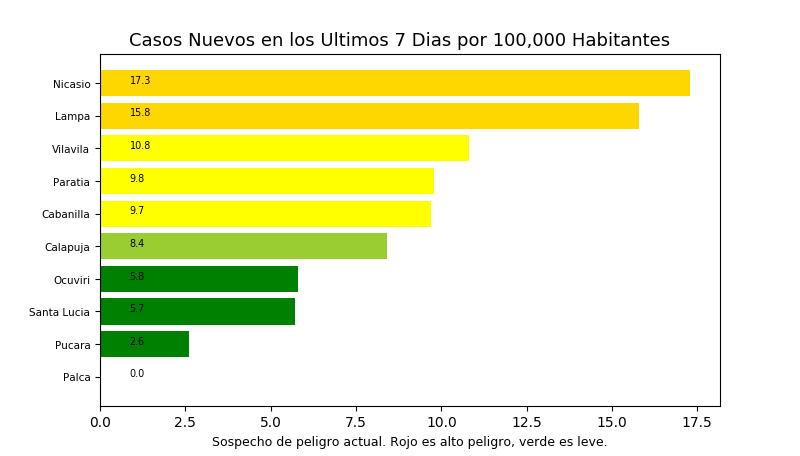 Casos Nuevos en los Ultimos 7 Dias por 100,000 Habitantes
Nicasio 17.3
Lampa 15.8
Vilavila 10.8
Paratia 9.8
Cabanilla 9.7
Calapuja 8.4
Ocuviri 5.8
Santa Lucia 5.7
Pucara 2.6
Palca 0.0
0.0 2.5 5.0 7.5 10.0 12.5 15.0 17.5
Sospecho de peligro actual. Rojo es alto peligro, verde es leve.